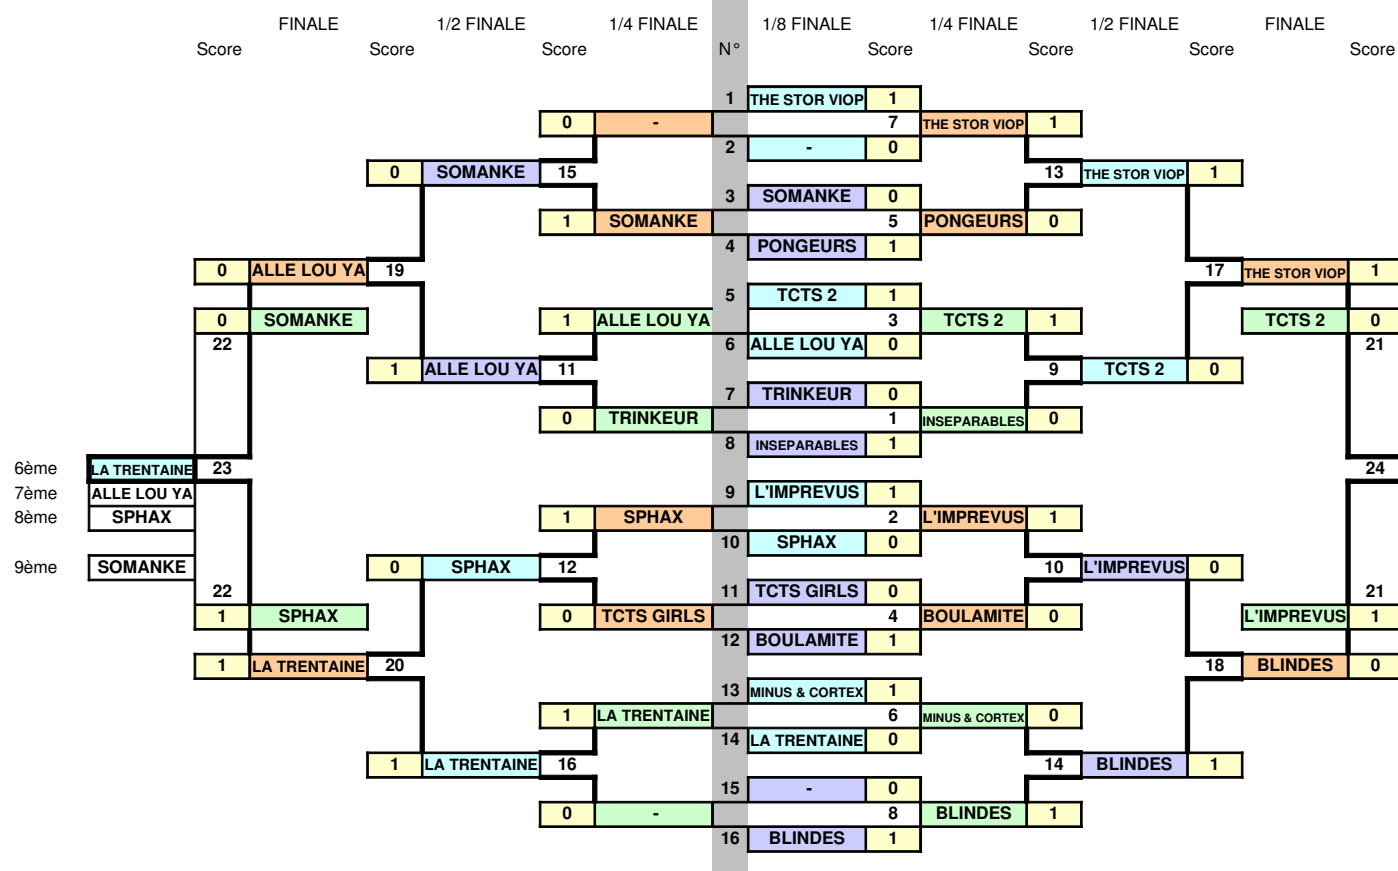 FINALE 1/2 FINALE 1/4 FINALE 1/8 FINALE 1/4 FINALE 1/2 FINALE FINALE
Score Score Score N° Score Score Score Score
1 THE STOR VIOP 1
0 - 7 THE STOR VIOP 1
2 - 0
0 SOMANKE 15 13 THE STOR VIOP 1
3 SOMANKE 0
1 SOMANKE 5 PONGEURS 0
4 PONGEURS 1
0 ALLE LOU YA 19 17 THE STOR VIOP 1
5 TCTS 2 1
0 SOMANKE 1 ALLE LOU YA 3 TCTS 2 1 TCTS 2 0
22 6 ALLE LOU YA 0 21
1 ALLE LOU YA 11 9 TCTS 2 0
7 TRINKEUR 0
0 TRINKEUR 1 INSEPARABLES 0
8 INSEPARABLES 1
6ème LA TRENTAINE 23 24
7ème ALLE LOU YA 9 L'IMPREVUS 1
8ème SPHAX 1 SPHAX 2 L'IMPREVUS 1
10 SPHAX 0
9ème SOMANKE 0 SPHAX 12 10 L'IMPREVUS 0
22 11 TCTS GIRLS 0 21
1 SPHAX 0 TCTS GIRLS 4 BOULAMITE 0 L'IMPREVUS 1
12 BOULAMITE 1
1 LA TRENTAINE 20 18 BLINDES 0
13 MINUS & CORTEX 1
1 LA TRENTAINE 6 MINUS & CORTEX 0
14 LA TRENTAINE 0
1 LA TRENTAINE 16 14 BLINDES 1
15 - 0
0 - 8 BLINDES 1
16 BLINDES 1